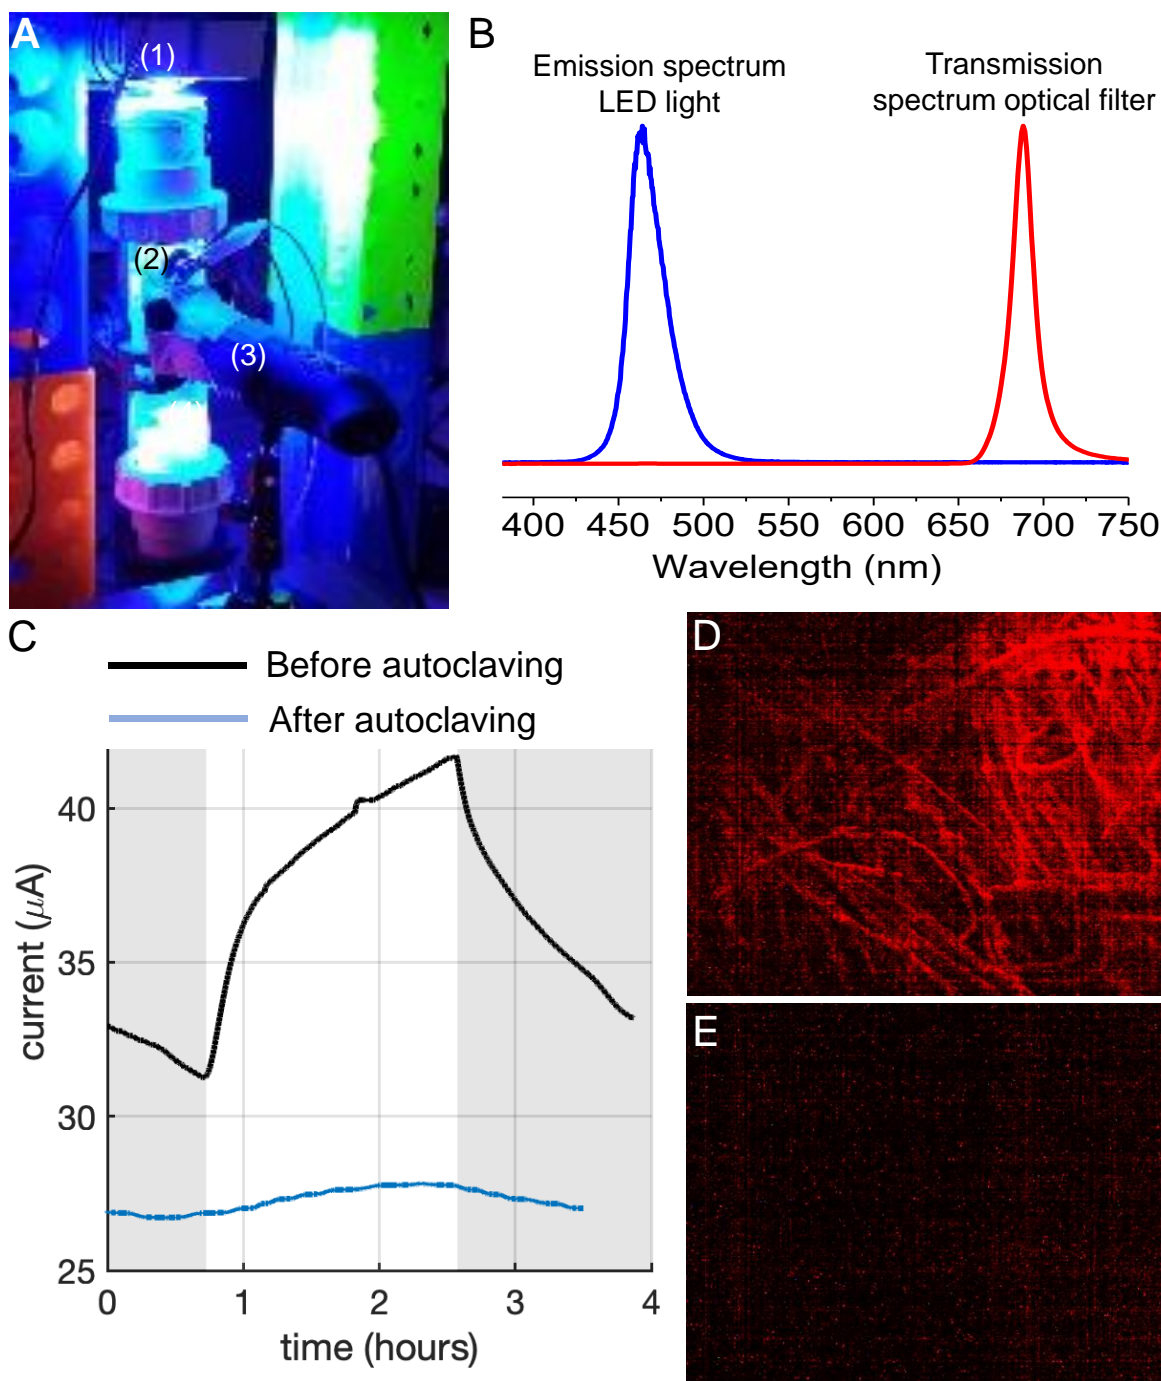 A
(1)
(2)
(3)
B
Emission spectrum
LED light
Transmission
spectrum optical filter
400 450 500 550 600 650 700 750
Wavelength (nm)
C
Before autoclaving
After autoclaving
40
35
30
25
current (μA)
0 1 2 3 4
time (hours)
D
E